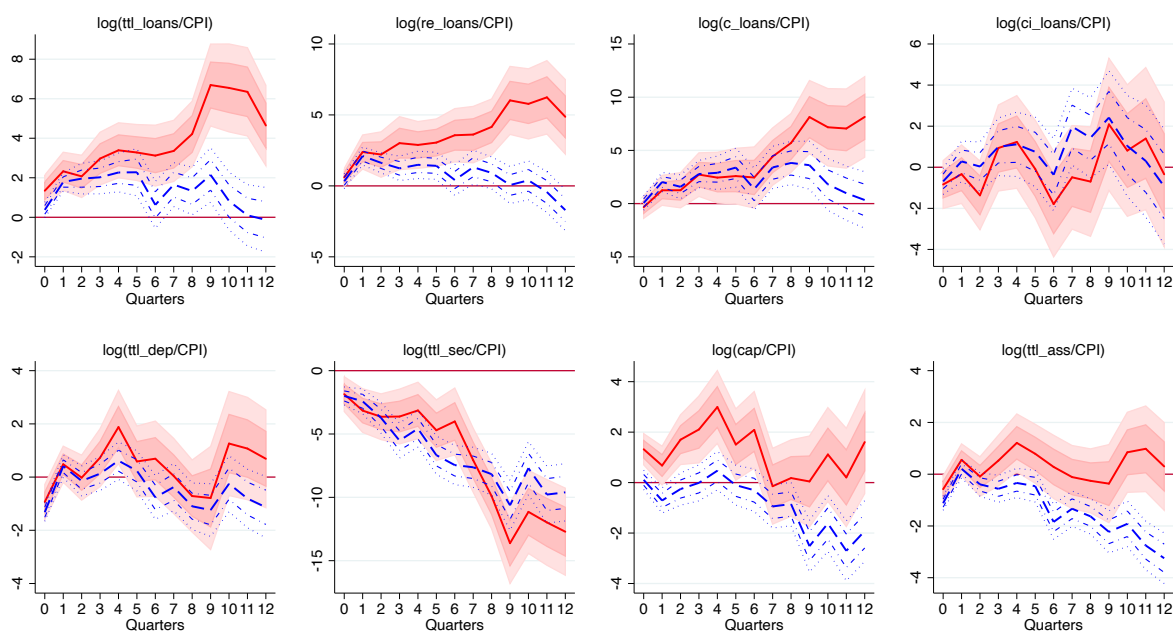 log(ttl_loans/CPI)
8
6
4
2
0
-2
0 1 2 3 4 5 6 7 8 9 10 11 12
Quarters
log(re_loans/CPI)
10
5
0
-5
0 1 2 3 4 5 6 7 8 9 10 11 12
Quarters
log(c_loans/CPI)
15
10
5
0
-5
0 1 2 3 4 5 6 7 8 9 10 11 12
Quarters
log(ci_loans/CPI)
6
4
2
0
-2
-4
0 1 2 3 4 5 6 7 8 9 10 11 12
Quarters
log(ttl_dep/CPI)
4
2
0
-2
-4
0 1 2 3 4 5 6 7 8 9 10 11 12
Quarters
log(ttl_sec/CPI)
0
-5
-10
-15
0 1 2 3 4 5 6 7 8 9 10 11 12
Quarters
log(cap/CPI)
4
2
0
-2
-4
0 1 2 3 4 5 6 7 8 9 10 11 12
Quarters
log(ttl_ass/CPI)
4
2
0
-2
-4
0 1 2 3 4 5 6 7 8 9 10 11 12
Quarters